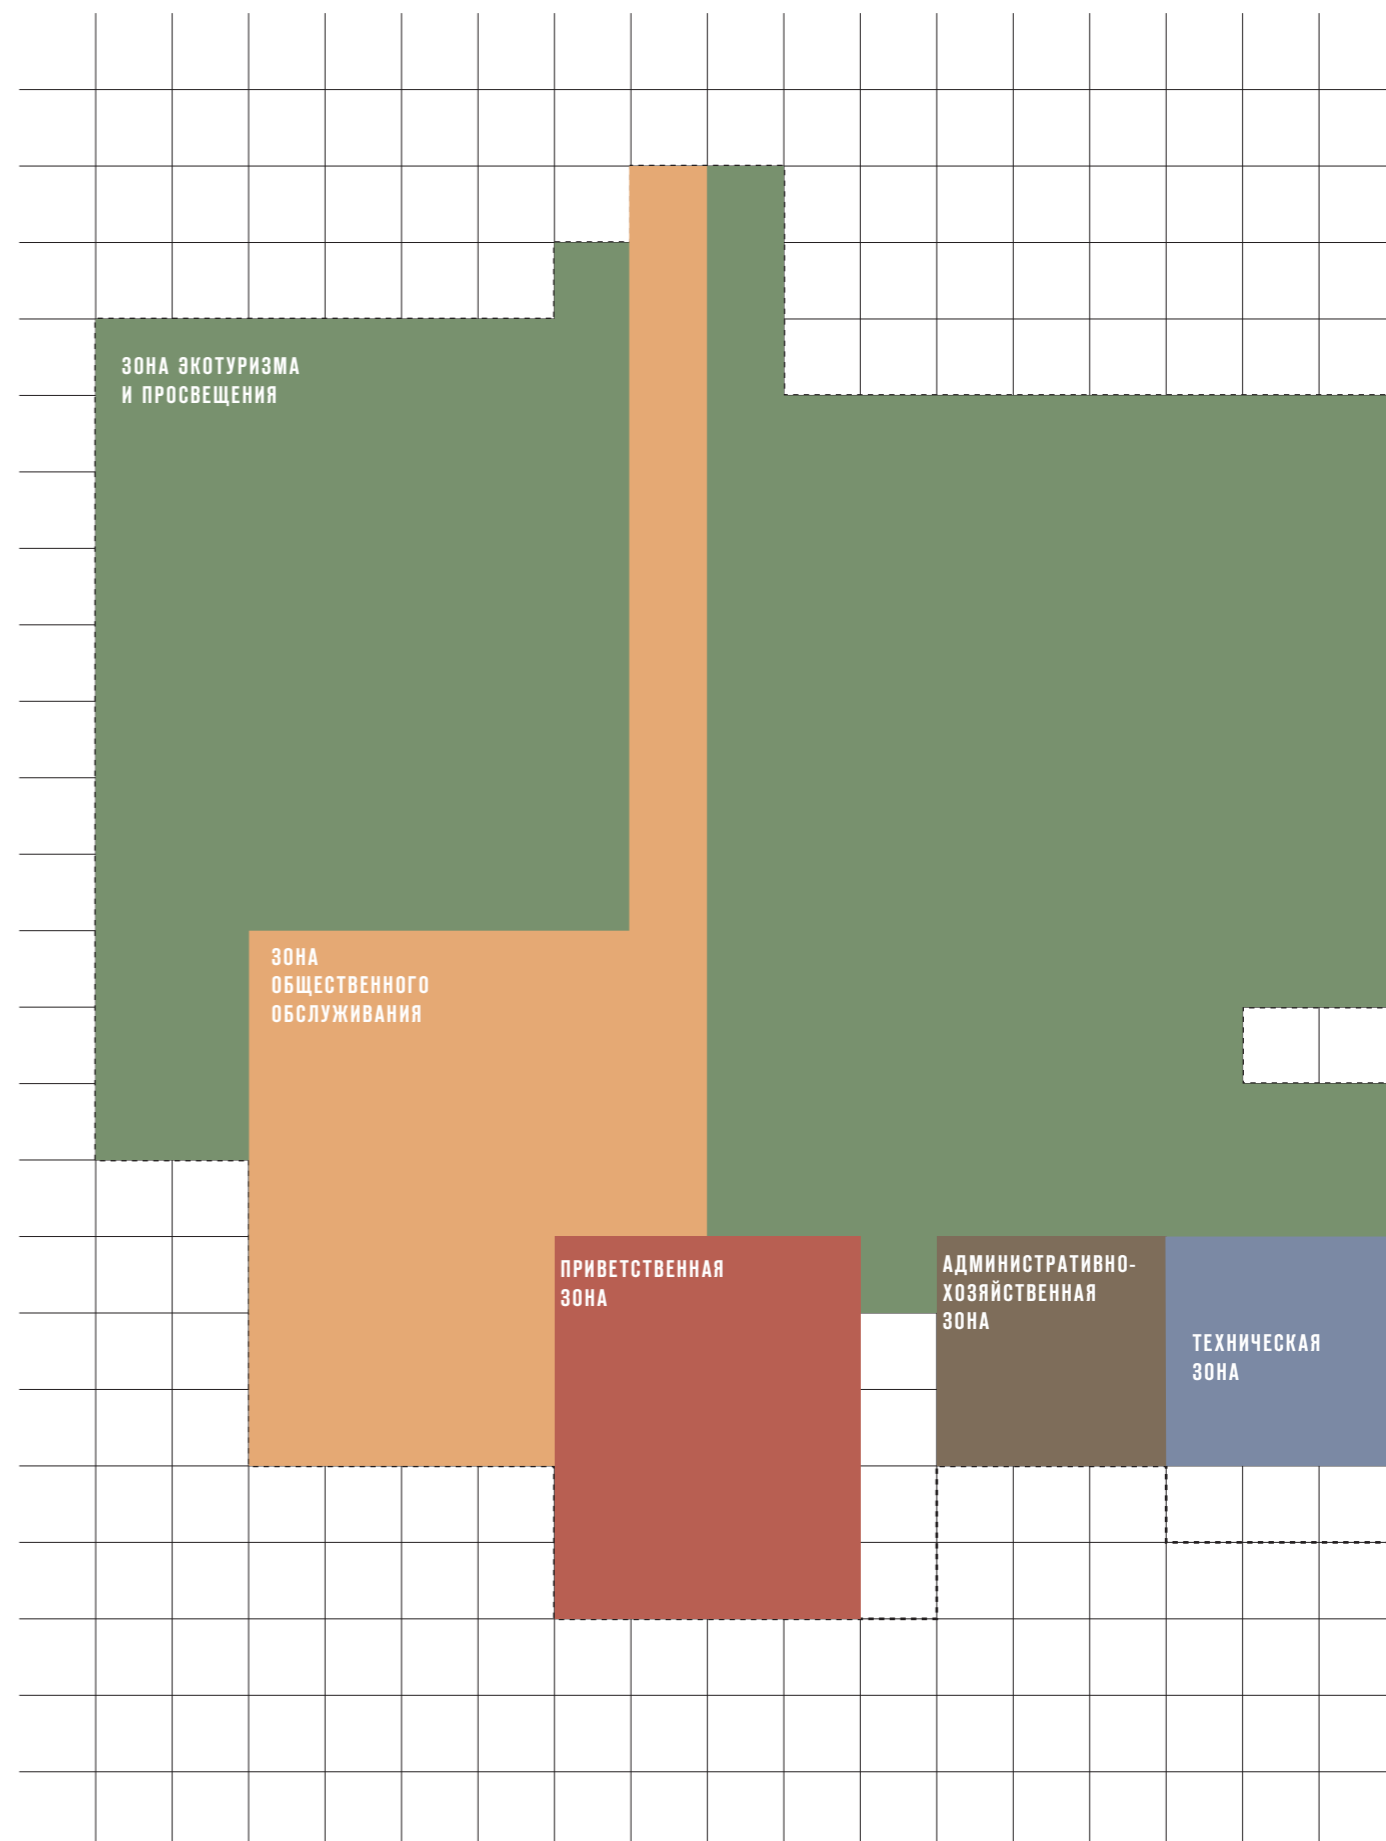 ЗОНА ЭКОТУРИЗМА
И ПРОСВЕЩЕНИЯ
ЗОНА
ОБЩЕСТВЕННОГО
ОБСЛУЖИВАНИЯ
ПРИВЕТСТВЕННАЯ
ЗОНА
АДМИНИСТРАТИВНО-
ХОЗЯЙСТВЕННАЯ
ЗОНА
ТЕХНИЧЕСКАЯ
ЗОНА